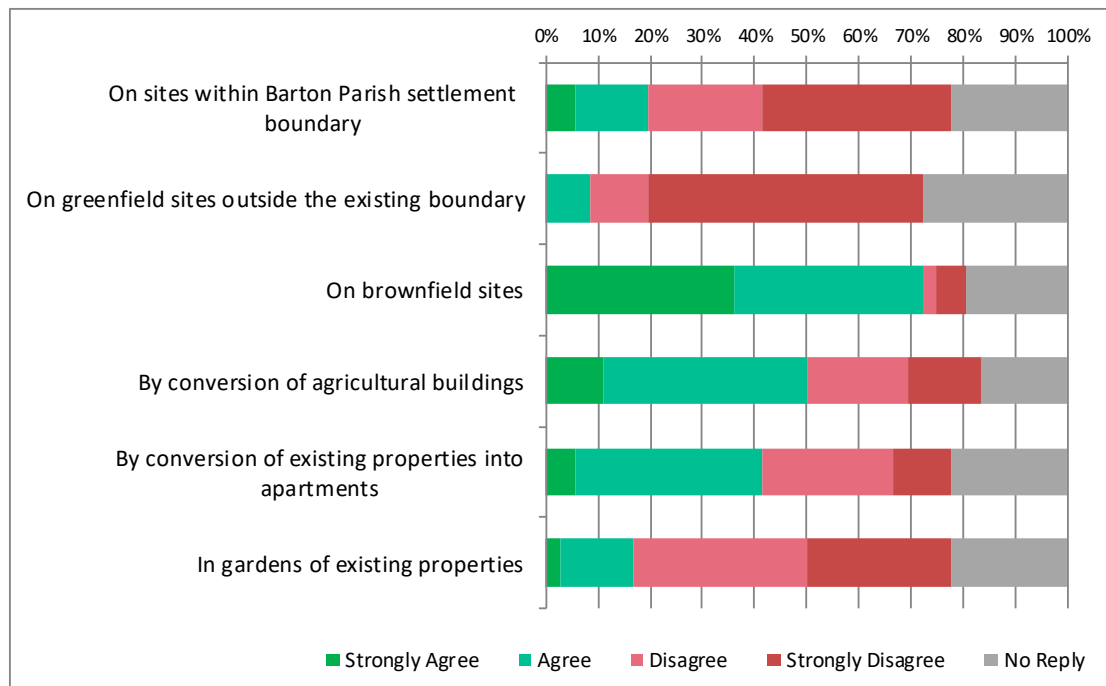 0% 10% 20% 30% 40% 50% 60% 70% 80% 90% 100%
On sites within Barton Parish settlement
boundary
On greenfield sites outside the existing boundary
On brownfield sites
By conversion of agricultural buildings
By conversion of existing properties into
apartments
In gardens of existing properties
Strongly Agree Agree Disagree Strongly Disagree No Reply